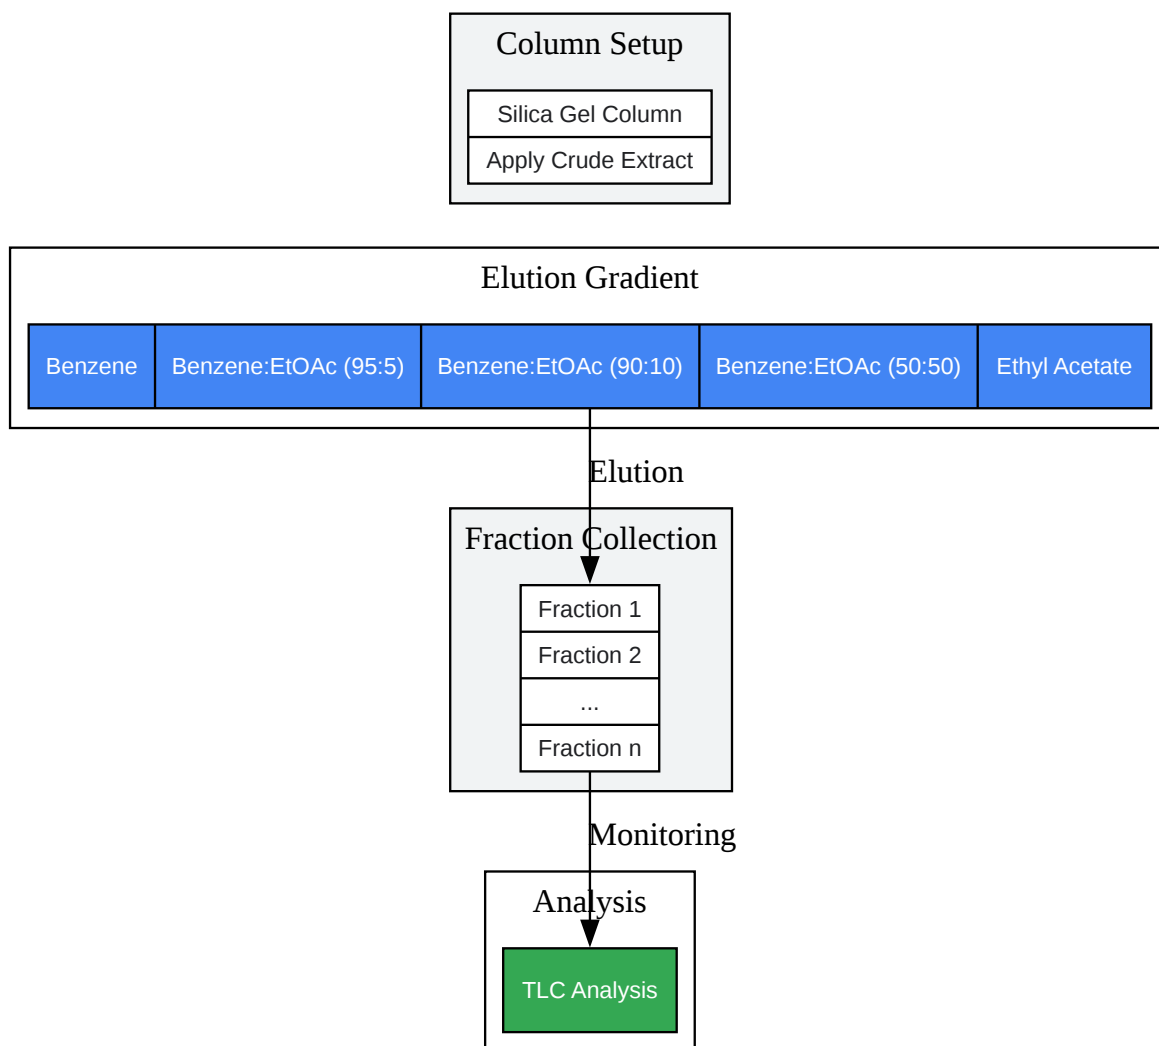 Column Setup
Silica Gel Column
Apply Crude Extract
Elution Gradient
Benzene
Benzene:EtOAc (95:5)
Benzene:EtOAc (90:10)
Benzene:EtOAc (50:50)
Ethyl Acetate
Elution
Fraction Collection
Fraction 1
Fraction 2
...
Fraction n
Monitoring
Analysis
TLC Analysis